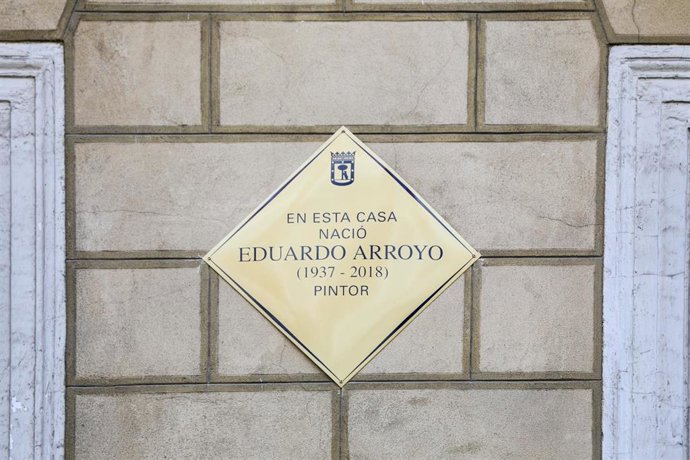 EN ESTA CASA
NACIÓ
EDUARDO ARROYO
(1937 - 2018)
PINTOR